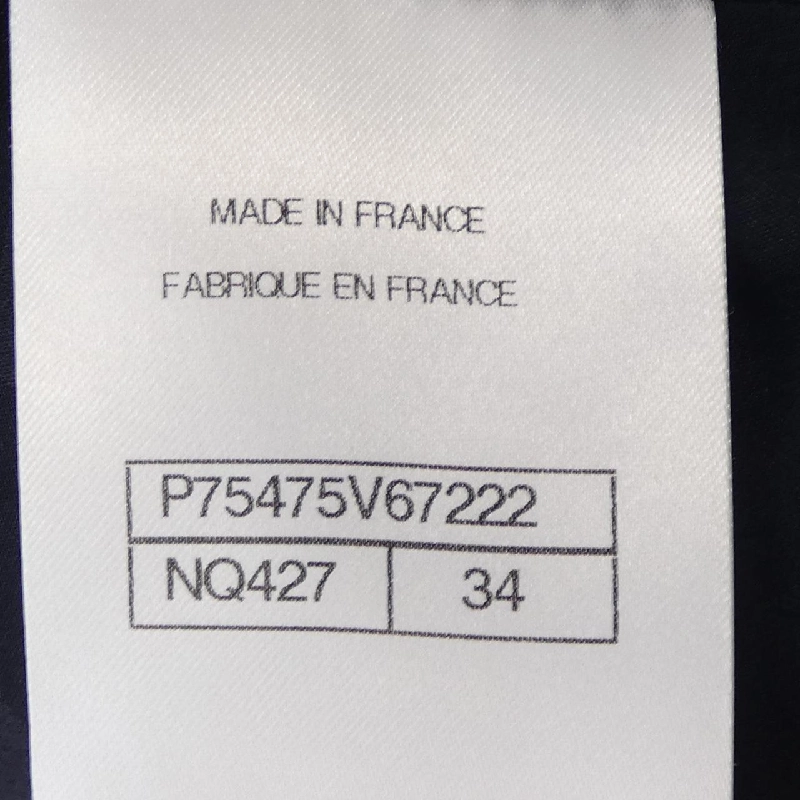 MADE IN FRANCE
FABRIQUE EN FRANCE
P75475V67222
NQ427 34